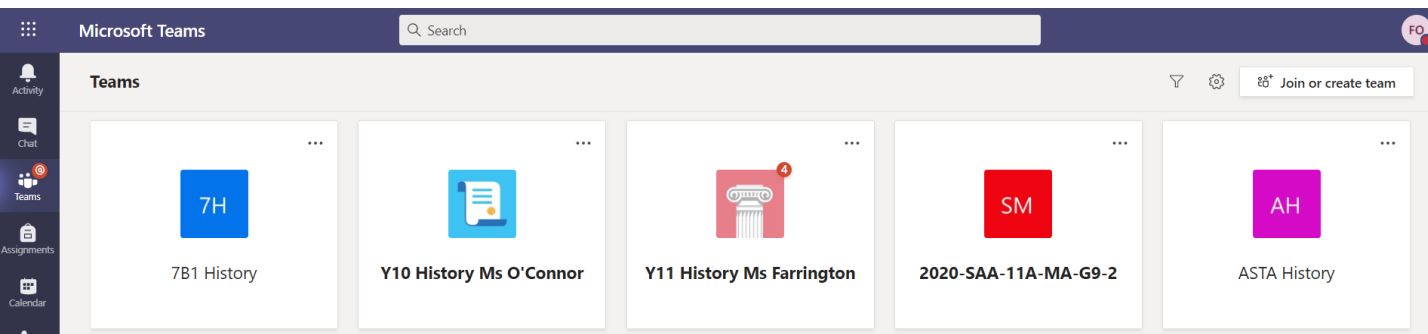 Microsoft Teams
Search
FO
Activity
Chat
Teams
Assignments
Calendar
Teams
Join or create team
7H
7B1 History
Y10 History Ms O'Connor
4
Y11 History Ms Farrington
SM
2020-SAA-11A-MA-G9-2
AH
ASTA History